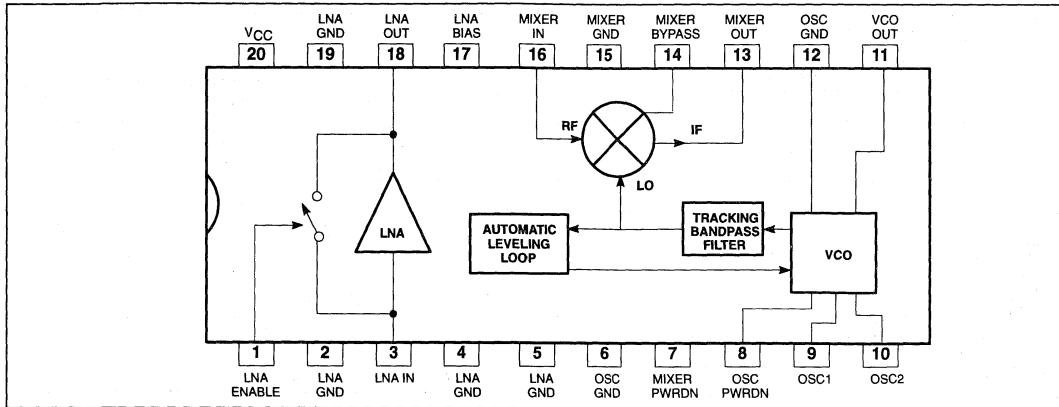 VCC
LNA
GND
LNA
OUT
LNA
BIAS
MIXER
IN
MIXER
GND
MIXER
BYPASS
MIXER
OUT
OSC
GND
VCO
OUT
20 19 18 17 16 15 14 13 12 11
RF
IF
LO
LNA
AUTOMATIC
LEVELING
LOOP
TRACKING
BANDPASS
FILTER
VCO
1 2 3 4 5 6 7 8 9 10
LNA
ENABLE
LNA
GND
LNA IN
LNA
GND
LNA
GND
OSC
GND
MIXER
PWRDN
OSC
PWRDN
OSC1
OSC2